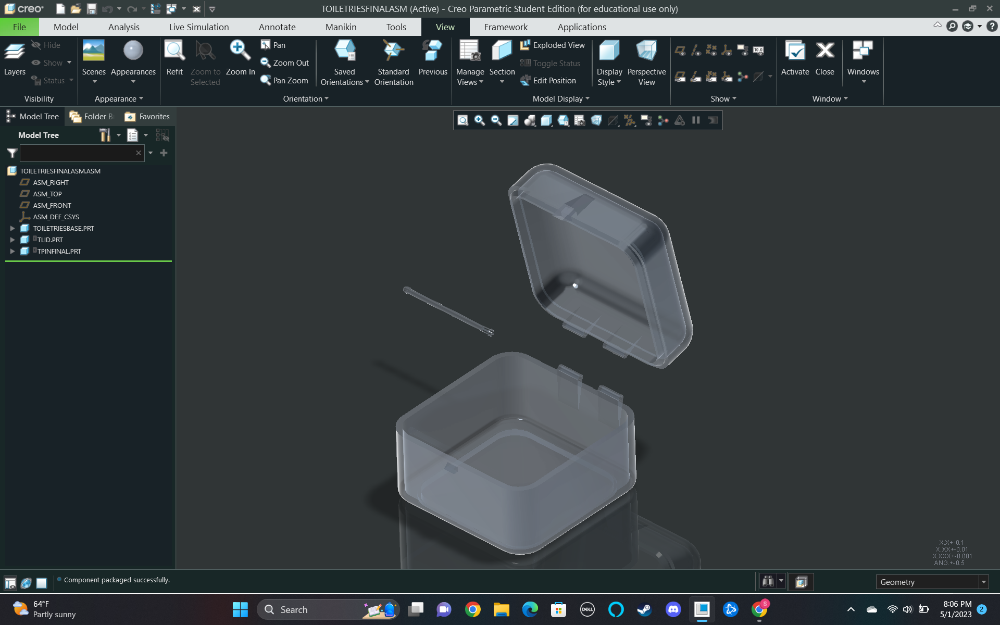 creo
TOILETRIESFINALASM (Active) - Creo Parametric Student Edition (for educational use only)
File Model Analysis Live Simulation Annotate Manikin Tools View Framework Applications
Layers
Hide
Show
Status
Visibility
Scenes
Appearances
Appearance
Refit
Zoom to Selected
Zoom In
Pan
Zoom Out
Pan Zoom
Saved Orientations
Standard Orientation
Previous
Orientation
Manage Views
Section
Exploded View
Toggle Status
Edit Position
Display Style
Perspective View
Model Display
10.0
Show
Activate
Close
Windows
Window
Model Tree
Folder B
Favorites
Model Tree
TOILETRIESFINALASM.ASM
ASM_RIGHT
ASM_TOP
ASM_FRONT
ASM_DEF_CSYS
TOILETRIESBASE.PRT
TLID.PRT
TPINFINAL.PRT
X.X+-0.1
X.XX+-0.01
X.XXX+-0.001
ANG.+-0.5
Component packaged successfully.
Geometry
64°F
Partly sunny
Search
DELL
S
8:06 PM
5/1/2023
2